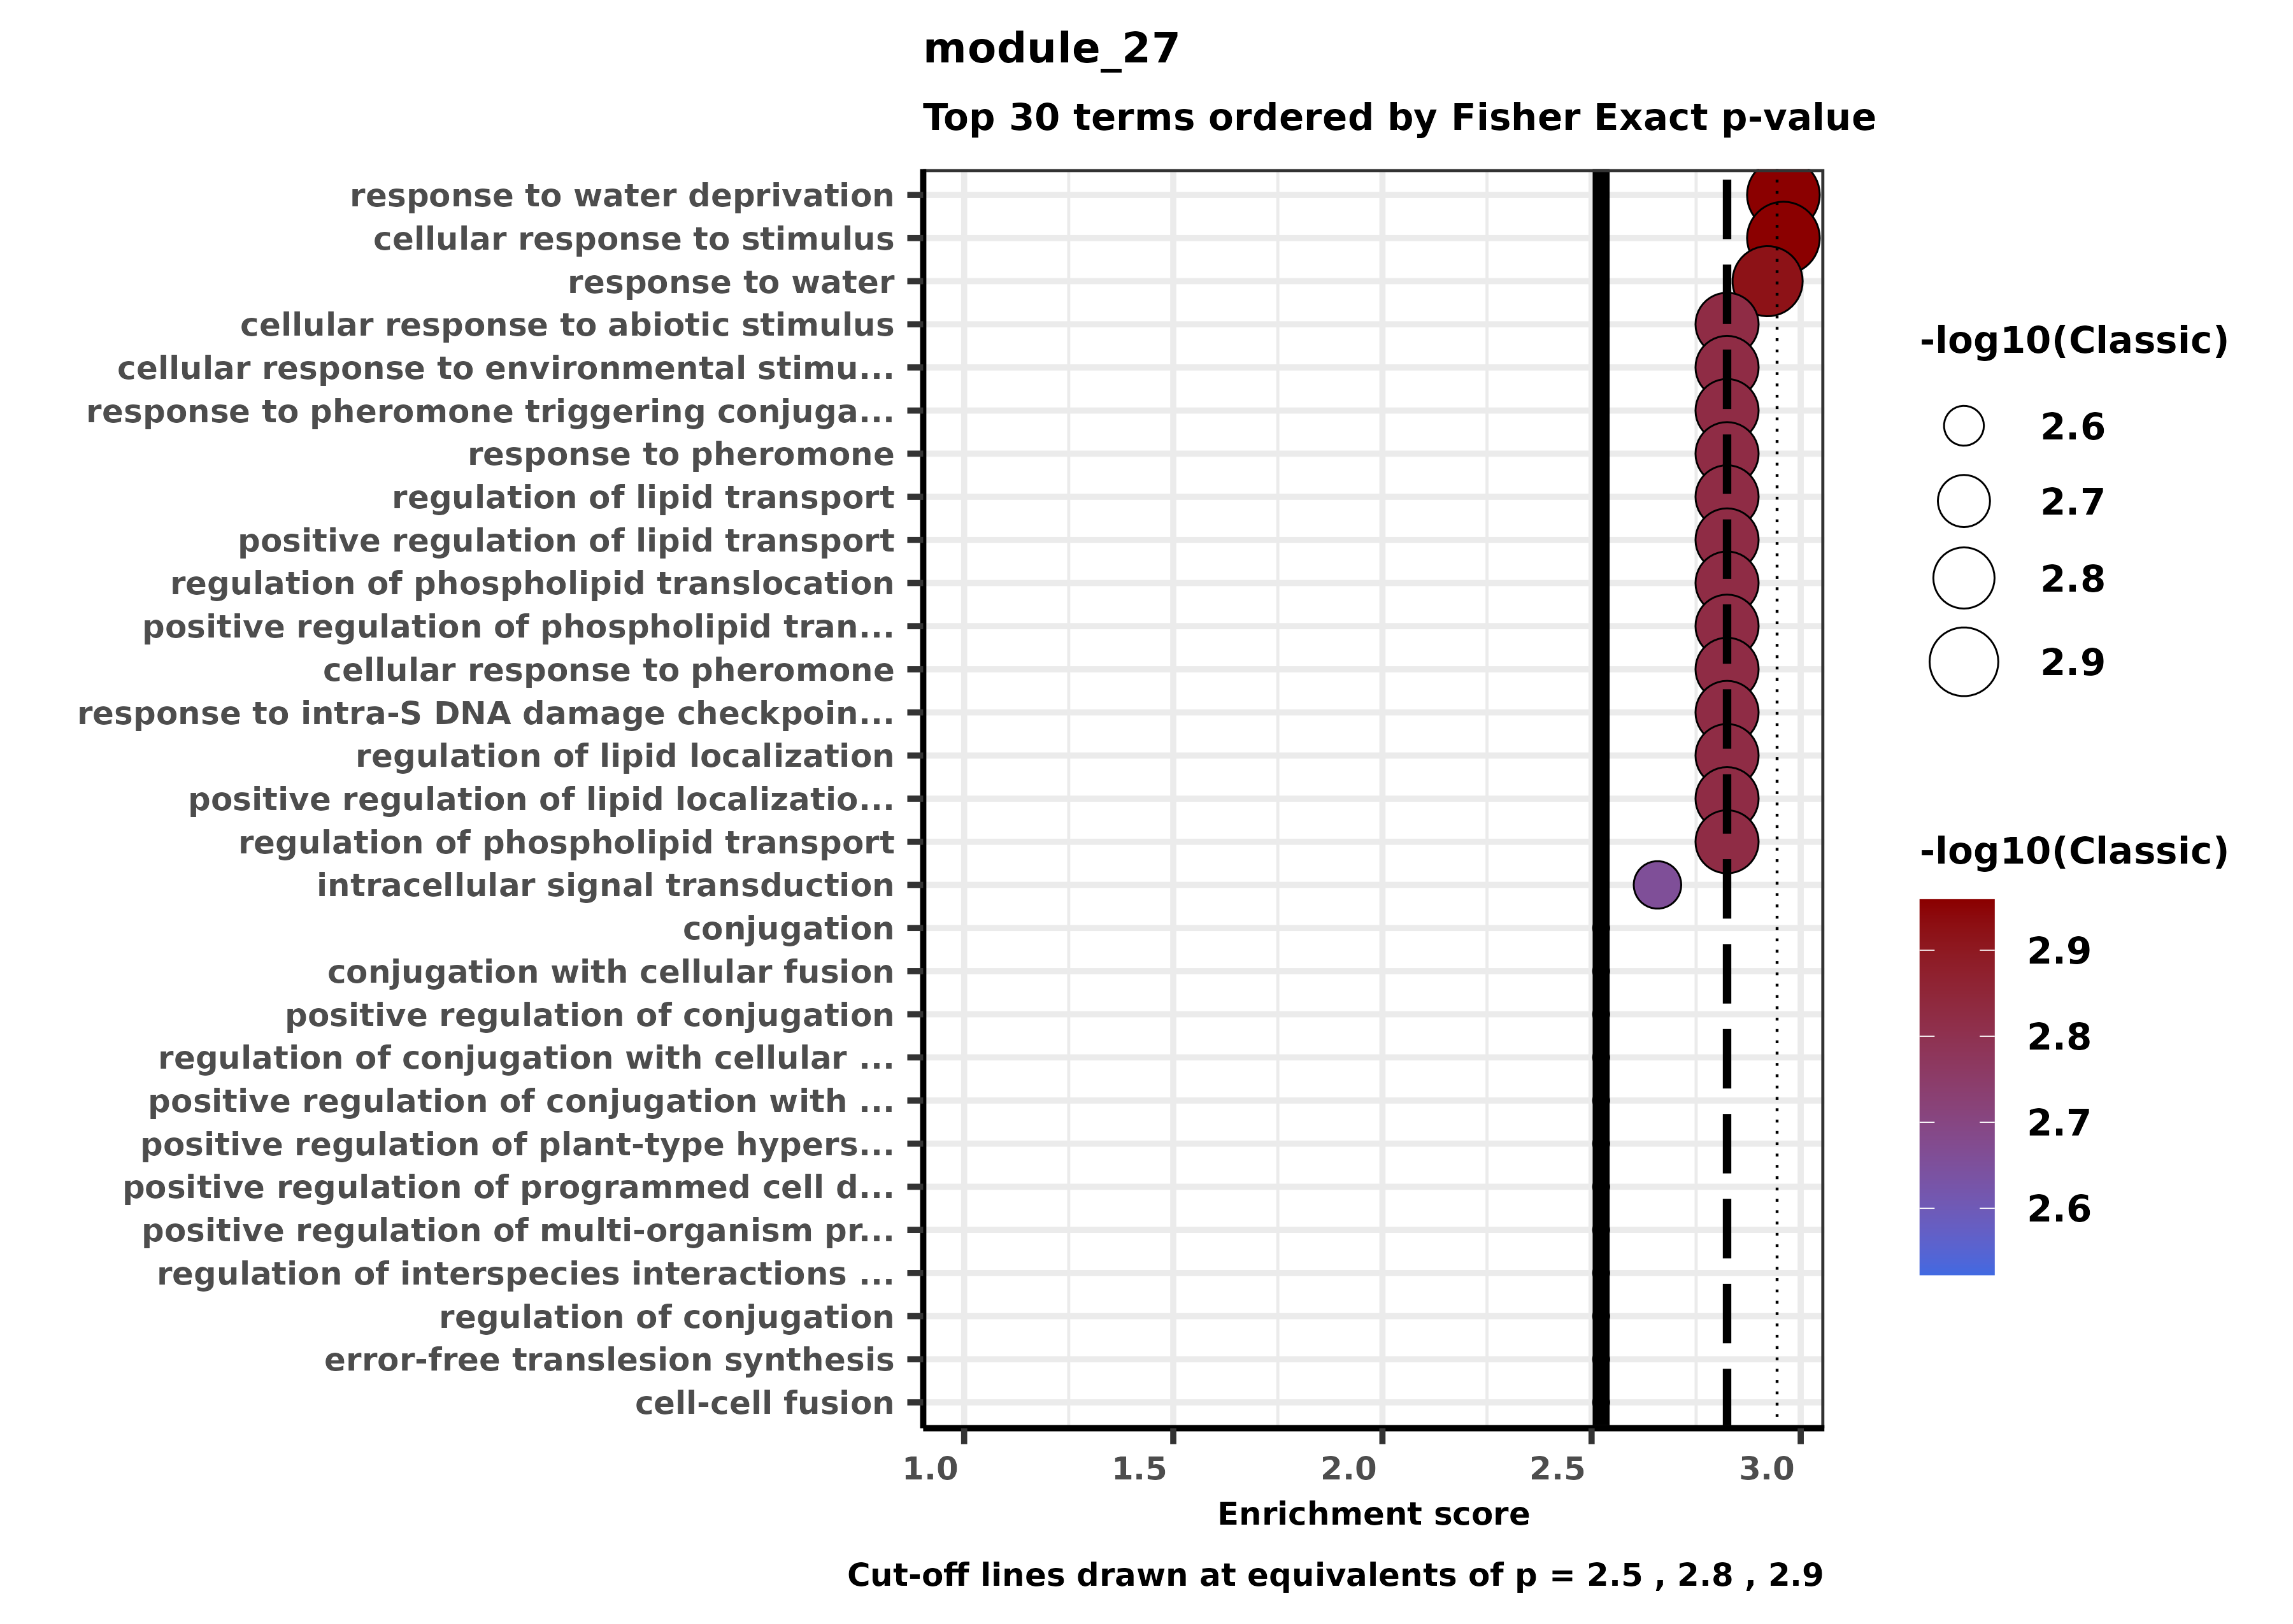 module_27
Top 30 terms ordered by Fisher Exact p-value
response to water deprivation
cellular response to stimulus
response to water
cellular response to abiotic stimulus
cellular response to environmental stimu...
response to pheromone triggering conjuga...
response to pheromone
regulation of lipid transport
positive regulation of lipid transport
regulation of phospholipid translocation
positive regulation of phospholipid tran...
cellular response to pheromone
response to intra-S DNA damage checkpoin...
regulation of lipid localization
positive regulation of lipid localizatio...
regulation of phospholipid transport
intracellular signal transduction
conjugation
conjugation with cellular fusion
positive regulation of conjugation
regulation of conjugation with cellular ...
positive regulation of conjugation with ...
positive regulation of plant-type hypers...
positive regulation of programmed cell d...
positive regulation of multi-organism pr...
regulation of interspecies interactions ...
regulation of conjugation
error-free translesion synthesis
cell-cell fusion
1.0 1.5 2.0 2.5 3.0
Enrichment score
Cut-off lines drawn at equivalents of p = 2.5 , 2.8 , 2.9
-log10(Classic)
2.6
2.7
2.8
2.9
-log10(Classic)
2.9
2.8
2.7
2.6